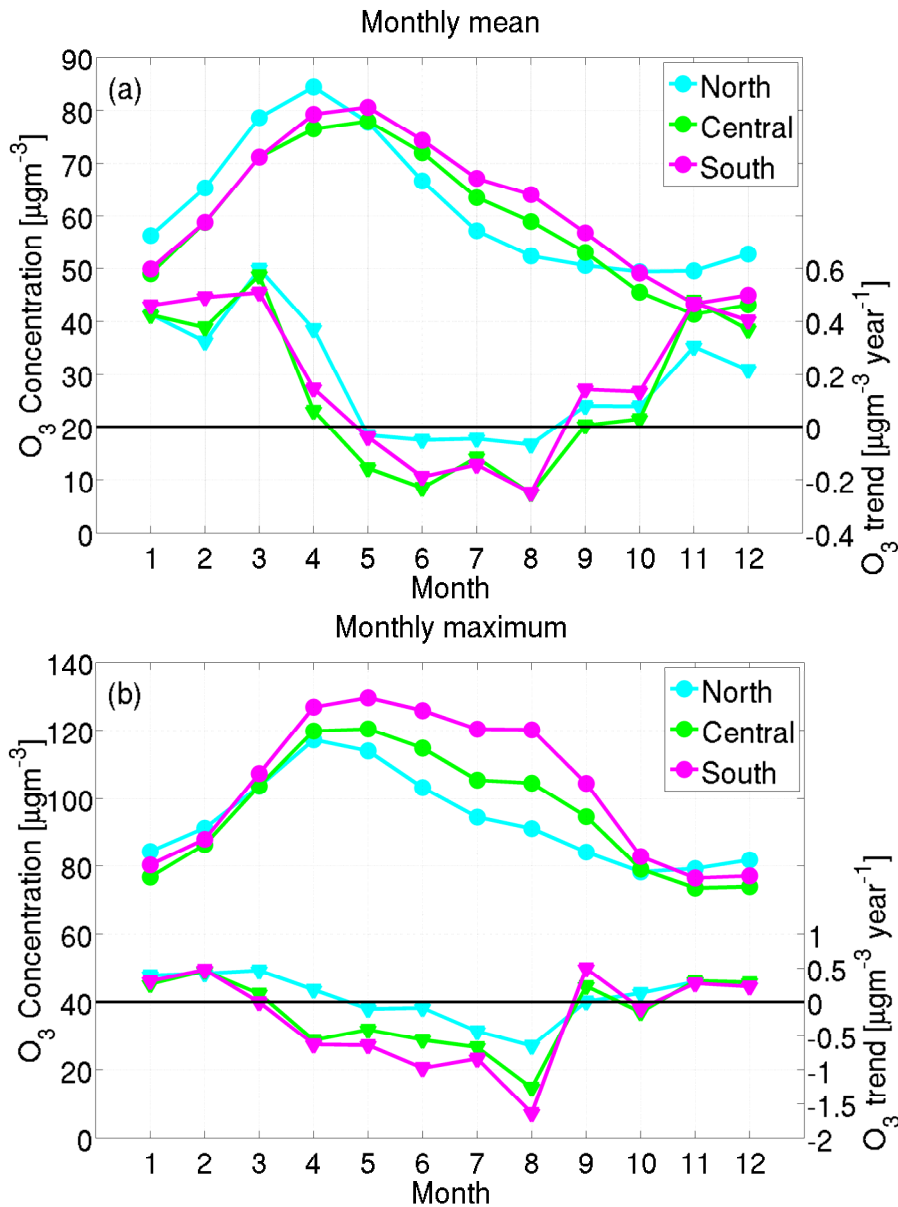 Monthly mean
(a)
North
Central
South
O3 Concentration [µgm-3]
90
80
70
60
50
40
30
20
10
0
0.6
0.4
0.2
0
-0.2
-0.4
O3 trend [µgm-3 year-1]
1 2 3 4 5 6 7 8 9 10 11 12
Month
Monthly maximum
(b)
North
Central
South
O3 Concentration [µgm-3]
140
120
100
80
60
40
20
0
1
0.5
0
-0.5
-1
-1.5
-2
O3 trend [µgm-3 year-1]
1 2 3 4 5 6 7 8 9 10 11 12
Month